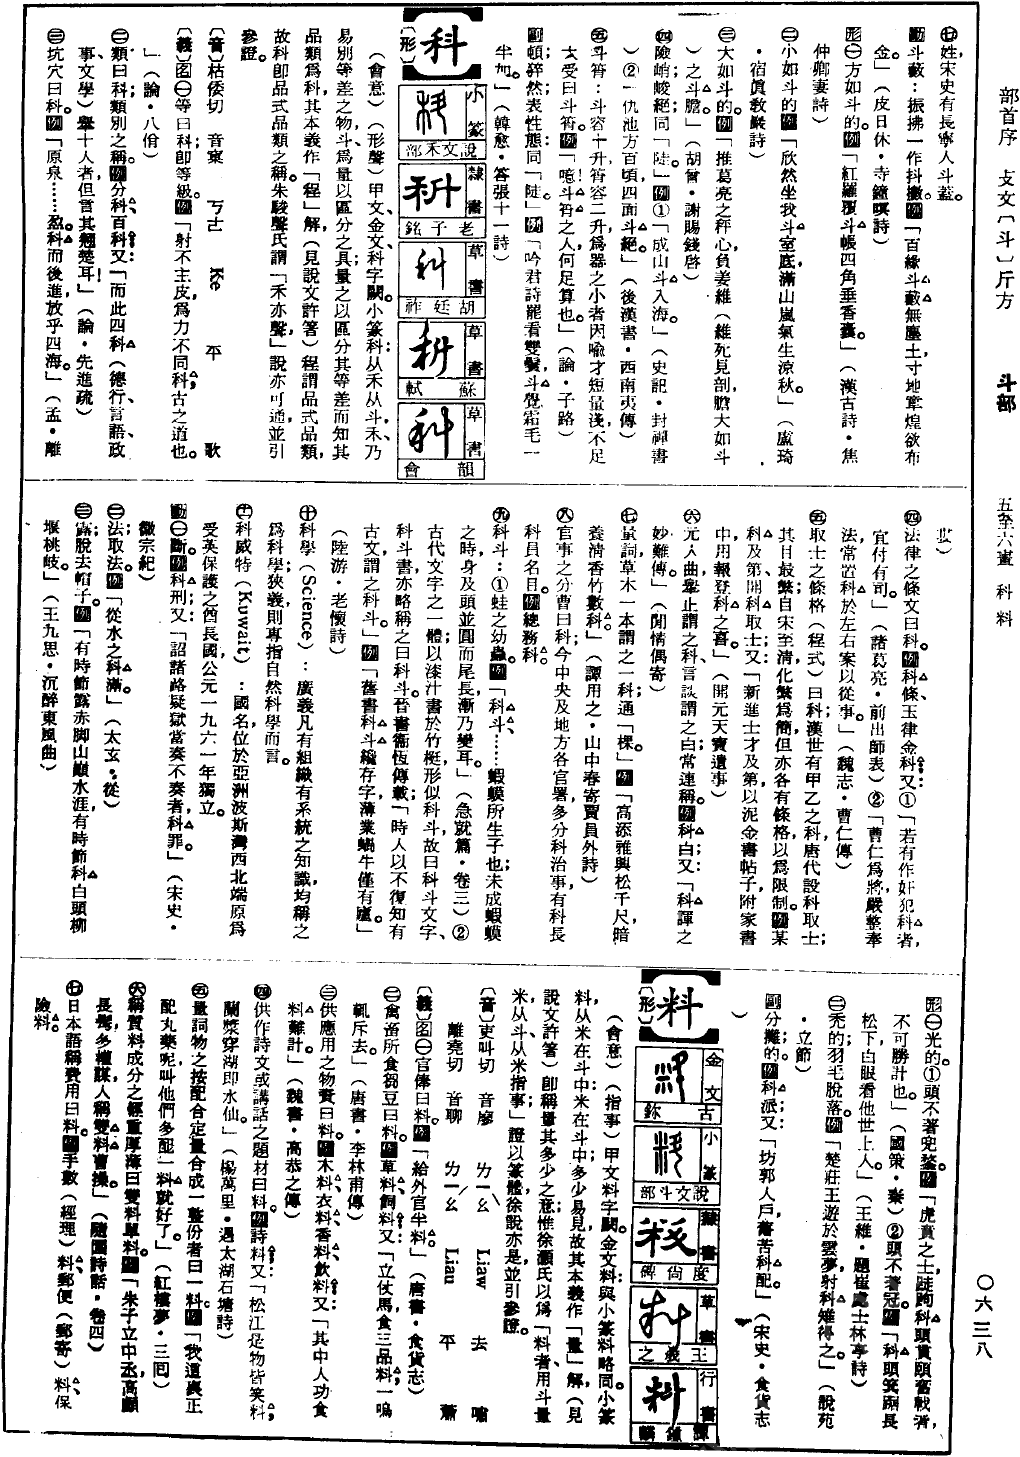 部首序　攴文〔斗〕斤方　斗部　五至六畫　科料　〇六三八
㊆姓宋史有長寧人斗蓋。
動斗藪：振拂一作抖擻。例「百緣斗藪無塵土寸地章煌欲布
金。」（皮日休・寺鐘暝詩）
形㊀方如斗的。例「紅羅覆斗帳四角垂香囊。」（漢古詩・焦
仲卿妻詩）
㊁小如斗的。例「欣然坐我斗室底滿山嵐氣生涼秋。」（盧琦
・宿眞敎巖詩）
㊂大如斗的。例「推葛亮之秤心負姜維（維死見剖膽大如斗
）之斗膽。」（胡曾・謝賜錢啓）
㊃險峭峻絕；同「陡」。例①「成山斗入海。」（史記・封禪書
）②「仇池方百頃四面斗絕。」（後漢書・西南夷傳）
㊄斗筲：斗容十升筲容二升爲器之小者因喻才短量淺不足
大受曰斗筲。例「噫！斗筲之人何足算也。」（論・子路）
副頓猝然表性態；同「陡」。例「吟君詩罷看雙鬢斗覺霜毛一
半加。」（韓愈・答張十一詩）
【科】
〔形〕
小篆　說文禾部
隸書　老子銘
草書　胡廷祚
草書　蘇軾
草書　韻會
（會意）（形聲）甲文、金文科字闕。小篆科：从禾从斗、禾乃
易別等差之物斗爲量以區分之具量之以區分其等差而知其
品類爲科其本義作「程」解（見說文許箸）程謂品式品類，
故科卽品式品類之稱。朱駿聲氏謂「禾亦聲」說亦可通並引
參證。
〔音〕枯倭切　音窠　ㄎㄜ　Ke　平　歌
〔義〕名㊀等曰科卽等級。例「射不主皮爲力不同科古之道也。
」（論・八佾）
㊁類曰科類別之稱。例分科百科又：「而此四科（德行、言語、政
事、文學）舉十人者但言其翹楚耳！」（論・先進疏）
㊂坑穴曰科。例「原泉……盈科而後進放乎四海。」（孟・離
婁）
㊃法律之條文曰科。例科條、玉律金科又：①「若有作奸犯科者，
宜付有司。」（諸葛亮・前出師表）②「曹仁爲將嚴整奉
法常置科於左右案以從事。」（魏志・曹仁傳）
㊄取士之條格（程式）曰科漢世有甲乙之科唐代設科取士；
其目最繁自宋至淸化繁爲簡但亦各有條格以爲限制。例某
科及第、開科取士又：「新進士才及第以泥金書帖子附家書
中用報登科之喜。」（開元天寶遺事）
㊅元人曲舉止謂之科言談謂之白常連稱。例科白又：「科諢之
妙難傳。」（閒情偶寄）
㊆量詞草木一本謂之一科；通「棵」。例「高添雅興松千尺暗
養淸香竹數科。」（譚用之・山中春寄賈員外詩）
㊇官事之分曹曰科；今中央及地方各官署多分科治事有科長
科員名目。例總務科。
㊈科斗：①蛙之幼蟲。例「科斗……蝦蟆所生子也；未成蝦蟆
之時身及頭並圓而尾長漸乃變耳。」（急就篇・卷三）②
古代文字之一體；以漆汁書於竹梃形似科斗故曰科斗文字、
科斗書亦略稱之曰科斗。晉書衞恆傳載：「時人以不復知有
古文謂之科斗。」例「舊書科斗纔存字薄業蝸牛僅有廬。」
（陸游・老懷詩）
㊉科學（Science）：廣義凡有組織有系統之知識均稱之
爲科學；狹義則專指自然科學而言。
㊉㊀科威特（Kuwait）：國名位於亞洲波斯灣西北端原爲
受英保護之酋長國公元一九六一年獨立。
動㊀斷。例科刑又：「詔諸路疑獄當奏不奏者科罪。」（宋史・
徽宗紀）
㊁法；取法。例「從水之科滿。」（太玄・從）
㊂露；脫去帽子。例「有時節露赤脚山巓水涯有時節科白頭柳
堰桃岐。」（王九思・沉醉東風曲）
形㊀光的。①頭不著兜鍪。例「虎賁之士跿跔科頭貫頤奮戟者，
不可勝計也。」（國策・秦）②頭不著冠。例「科頭箕踞長
松下白眼看他世上人。」（王維・題崔處士林亭詩）
㊁禿的；羽毛脫落。例「楚莊王遊於雲夢射科雉得之。」（說苑
・立節）
副分攤的。例科派又：「坊郭人戶舊苦科配。」（宋史・食貨志
）
【料】
〔形〕
金文　古鉥
小篆　說文斗部
隸書　度尙碑
草書　王羲之
行書　譚鍾麟
（會意）（指事）甲文料字闕。金文料：與小篆料略同。小篆
料：从米在斗中米在斗中多少易見故其本義作「量」解（見
說文許箸）卽稱量其多少之意；惟徐灝氏以爲「料者用斗量
米从斗、从米指事」證以篆體徐說亦是並引參證。
〔音〕吏叫切　音廖　ㄌㄧㄠˋ　Liaw　去　嘯
離堯切　音聊　ㄌㄧㄠˊ　Liau　平　蕭
〔義〕名㊀官俸曰料。例「給外官半料。」（唐書・食貨志）
㊁禽畜所食芻豆曰料。例草料、飼料又：「立仗馬食三品料一鳴
輒斥去。」（唐書・李林甫傳）
㊂供應用之物資曰料。例木料、衣料、香料、飲料又：「其中人功食
料難計。」（魏書・高恭之傳）
㊃供作詩文或講話之題材曰料。例詩料又：「松江是物皆笑料，
蘭槳穿湖卽水仙。」（楊萬里・過太湖石塘詩）
㊄量詞；物之按配合定量合成一整份者曰一料。例「我這裏正
配丸藥呢叫他們多配一料就好了。」（紅樓夢・三回）
㊅稱質料成分之輕重厚薄曰雙料單料。例「朱子立中丞高顴
長髯多權謀人稱雙料曹操。」（隨園詩話・卷四）
㊆日本語稱費用曰料。例手數（經理）料、郵便（郵寄）料、保
險料。